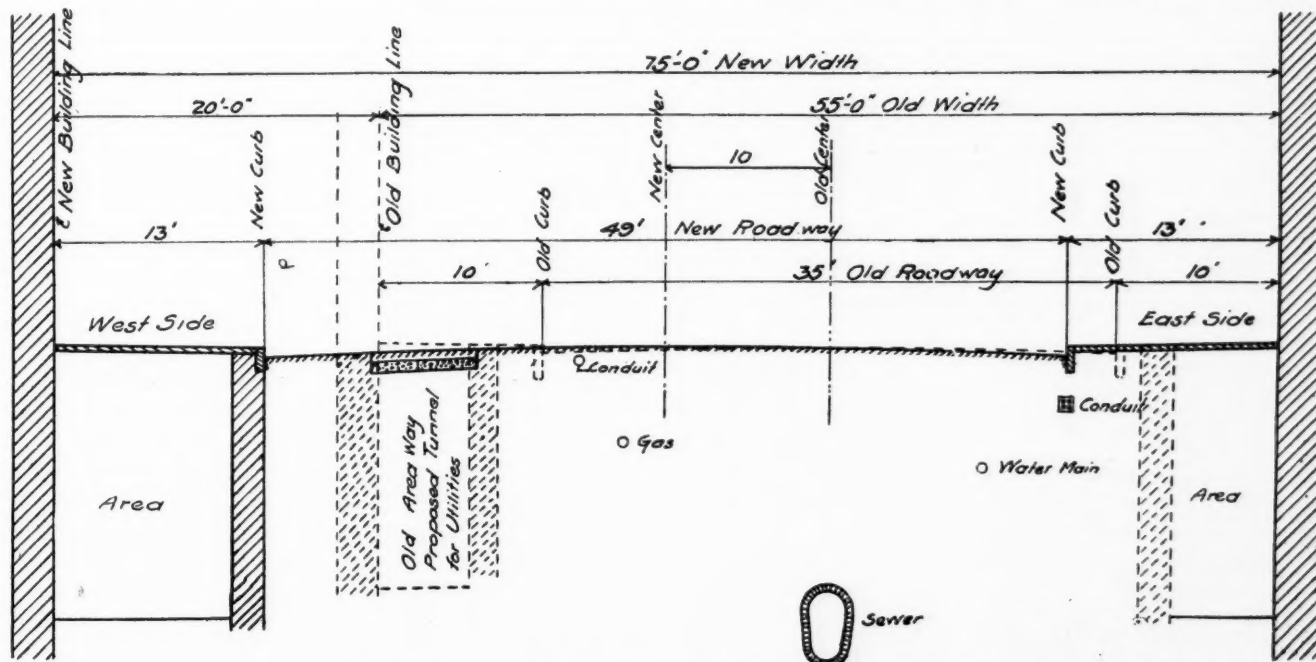 75'-0" New Width
20'-0"
55'-0" Old Width
New Building Line
Old Building Line
New Curb
New Center
Old Center
New Curb
10
Old Curb
Old Curb
13'
49' New Roadway
13'
P
10'
35' Old Roadway
10'
West Side
East Side
Conduit
Conduit
Gas
Water Main
Area
Old Area Way
Proposed Tunnel
for Utilities
Area
Sewer